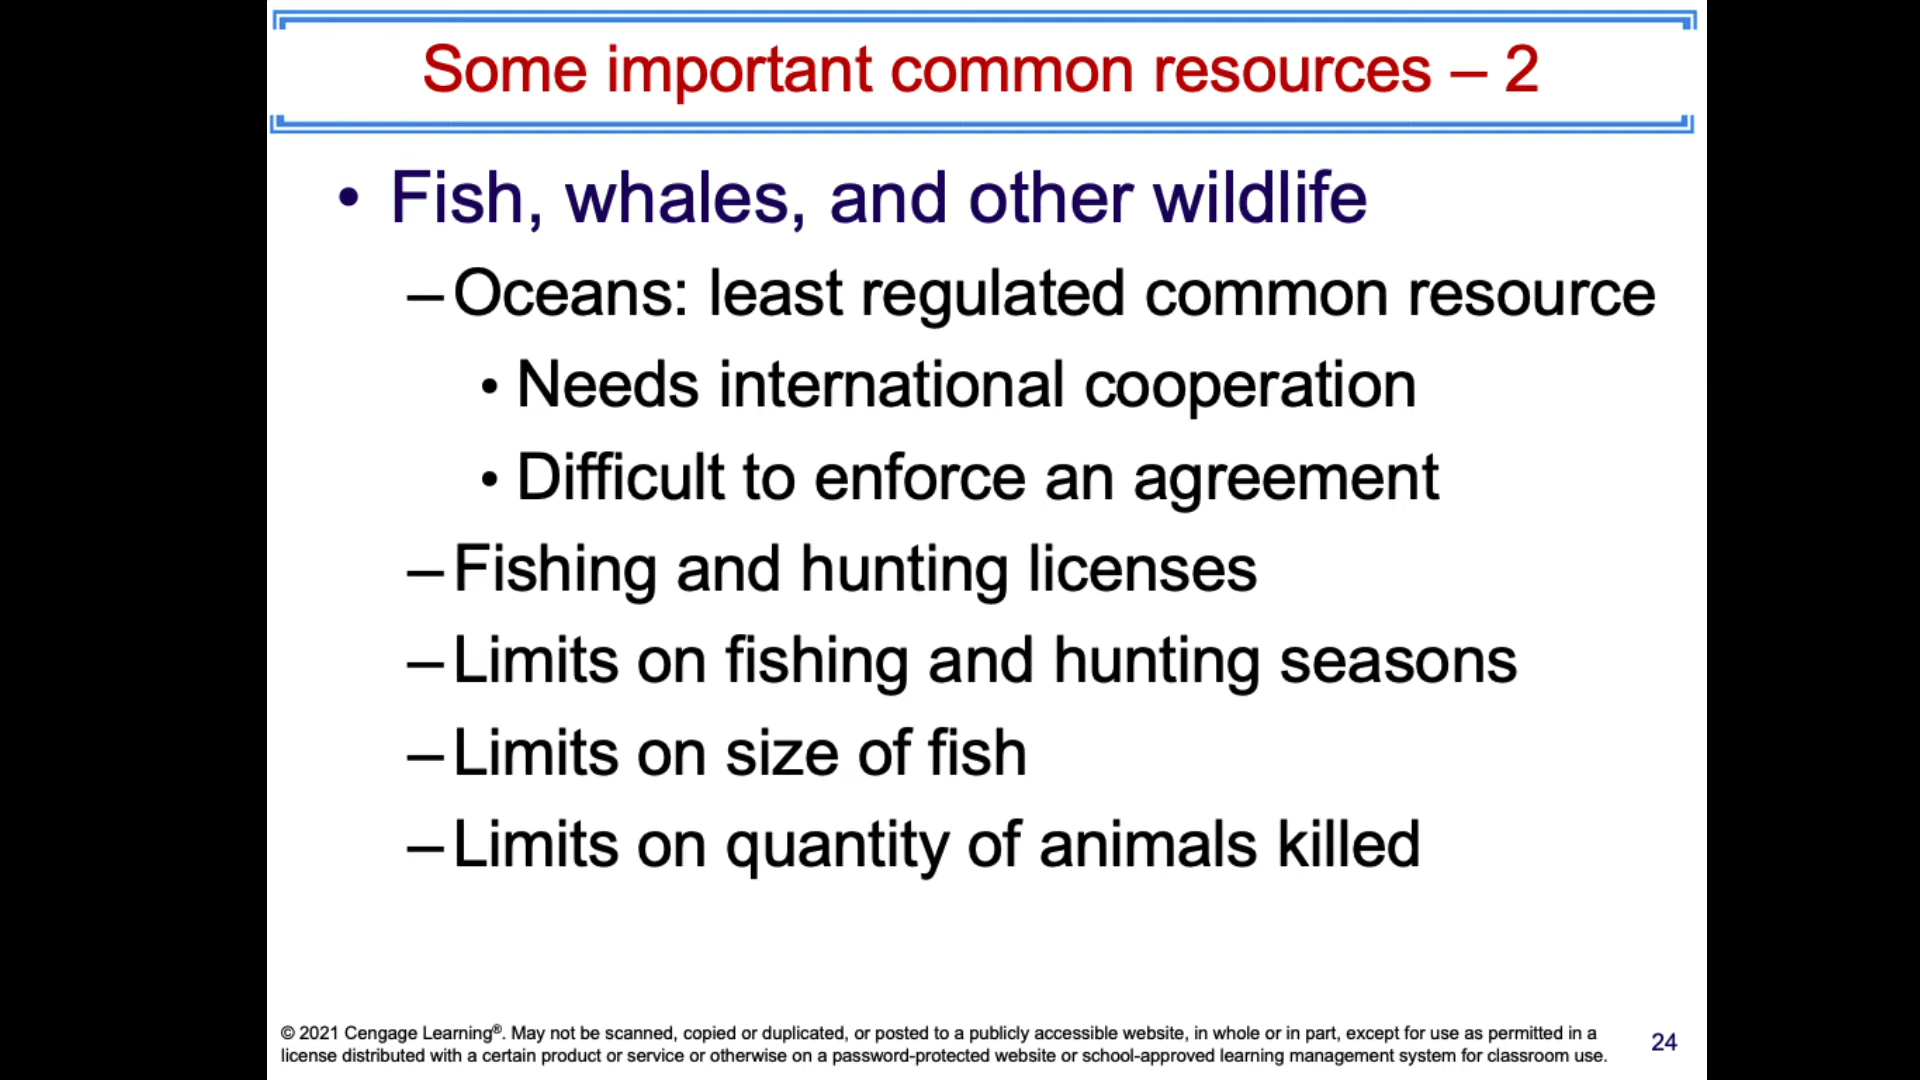 Some important common resources – 2
• Fish, whales, and other wildlife
– Oceans: least regulated common resource
• Needs international cooperation
• Difficult to enforce an agreement
– Fishing and hunting licenses
– Limits on fishing and hunting seasons
– Limits on size of fish
– Limits on quantity of animals killed
© 2021 Cengage Learning®. May not be scanned, copied or duplicated, or posted to a publicly accessible website, in whole or in part, except for use as permitted in a
license distributed with a certain product or service or otherwise on a password-protected website or school-approved learning management system for classroom use.
24